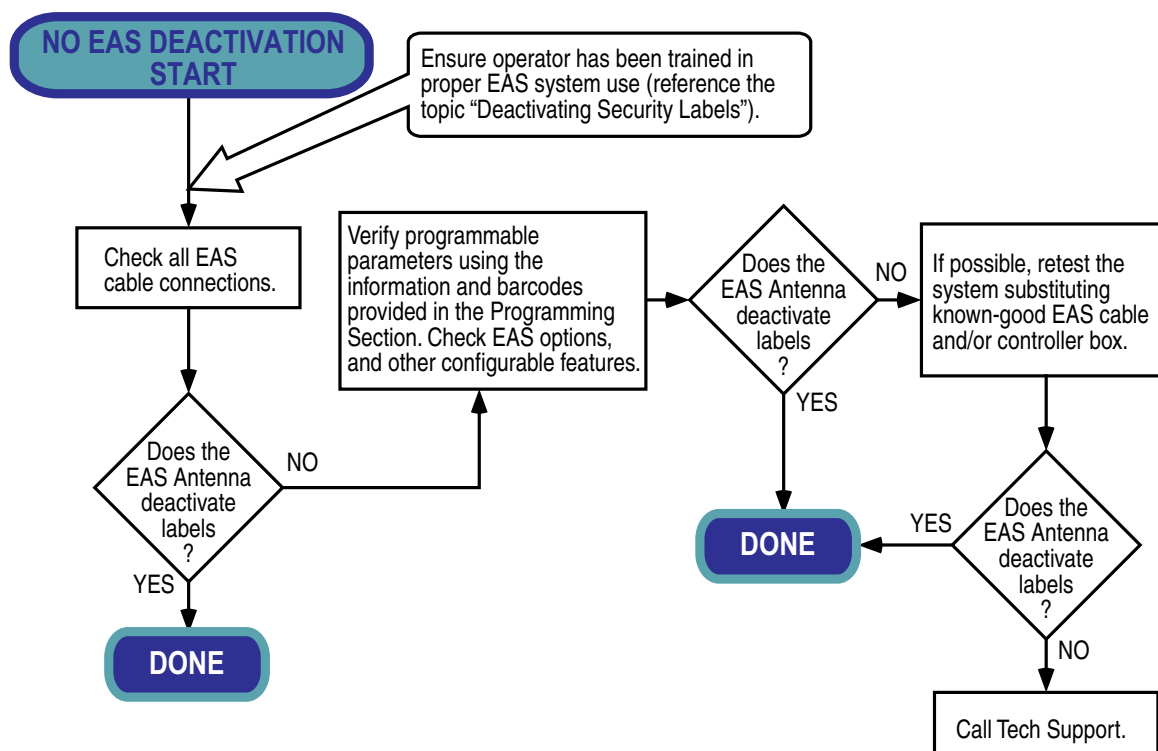 NO EAS DEACTIVATION
START
Ensure operator has been trained in
proper EAS system use (reference the
topic “Deactivating Security Labels”).
Check all EAS
cable connections.
Does the
EAS Antenna
deactivate
labels
?
NO
YES
DONE
Verify programmable
parameters using the
information and barcodes
provided in the Programming
Section. Check EAS options,
and other configurable features.
Does the
EAS Antenna
deactivate
labels
?
NO
YES
DONE
If possible, retest the
system substituting
known-good EAS cable
and/or controller box.
Does the
EAS Antenna
deactivate
labels
?
YES
NO
Call Tech Support.